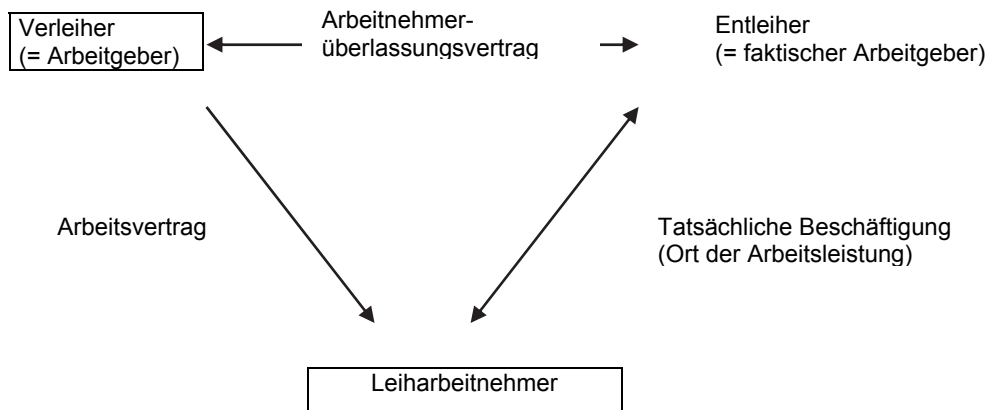 Verleiher
(= Arbeitgeber)
Arbeitnehmer-
überlassungsvertrag
Entleiher
(= faktischer Arbeitgeber)
Arbeitsvertrag
Tatsächliche Beschäftigung
(Ort der Arbeitsleistung)
Leiharbeitnehmer